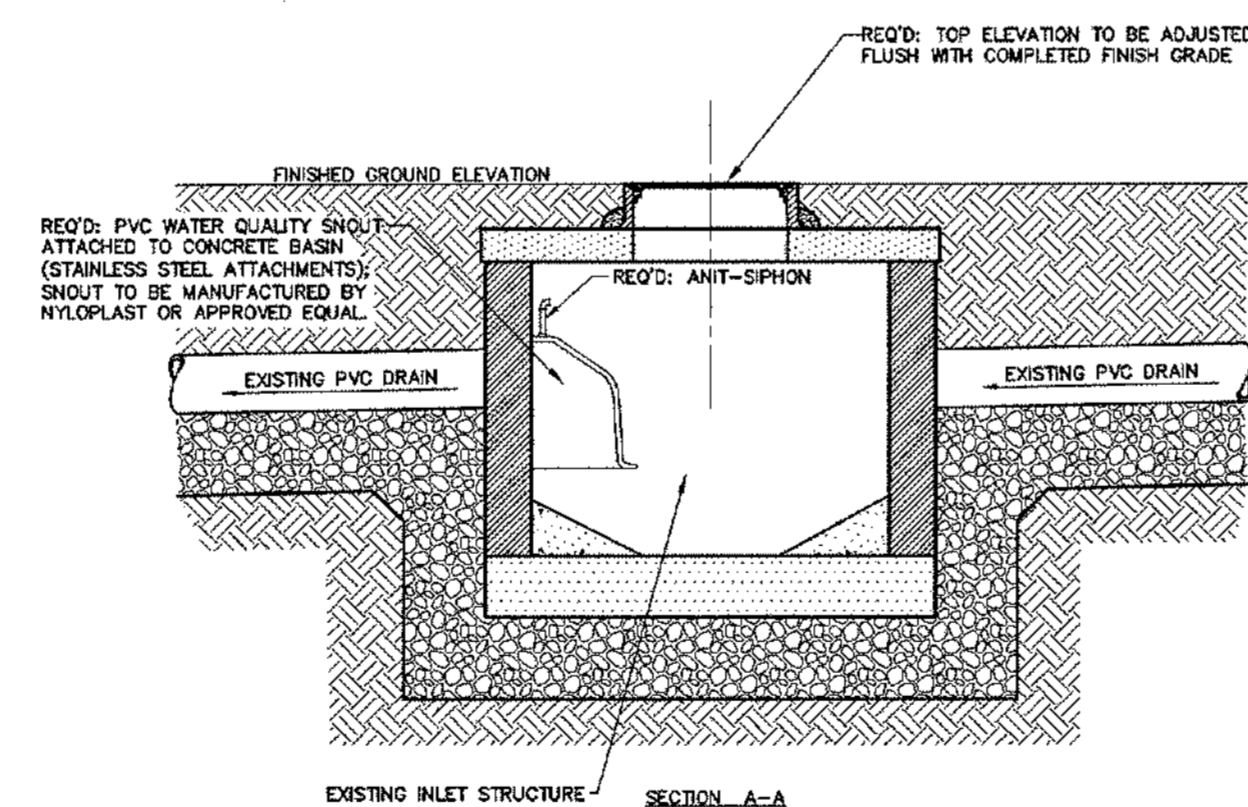 REQ'D: TOP ELEVATION TO BE ADJUSTED
FLUSH WITH COMPLETED FINISH GRADE
FINISHED GROUND ELEVATION
REQ'D: PVC WATER QUALITY SNOUT
ATTACHED TO CONCRETE BASIN
(STAINLESS STEEL ATTACHMENTS);
SNOUT TO BE MANUFACTURED BY
NYLOPLAST OR APPROVED EQUAL.
REQ'D: ANIT-SIPHON
EXISTING PVC DRAIN
EXISTING PVC DRAIN
EXISTING INLET STRUCTURE
SECTION A-A